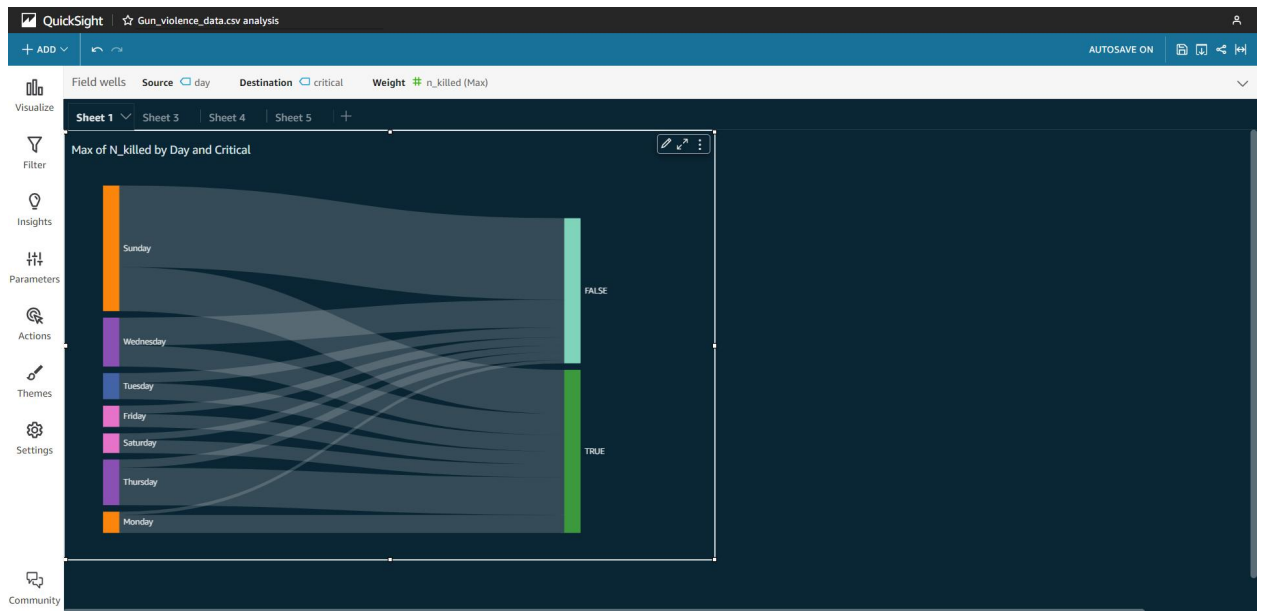 QuickSight Gun_violence_data.csv analysis
+ ADD AUTOSAVE ON
Field wells Source day Destination critical Weight # n_killed (Max)
Visualize
Sheet 1 Sheet 3 Sheet 4 Sheet 5 +
Filter
Insights
Parameters
Actions
Themes
Settings
Community
Max of N_killed by Day and Critical
Sunday
Wednesday
Tuesday
Friday
Saturday
Thursday
Monday
FALSE
TRUE